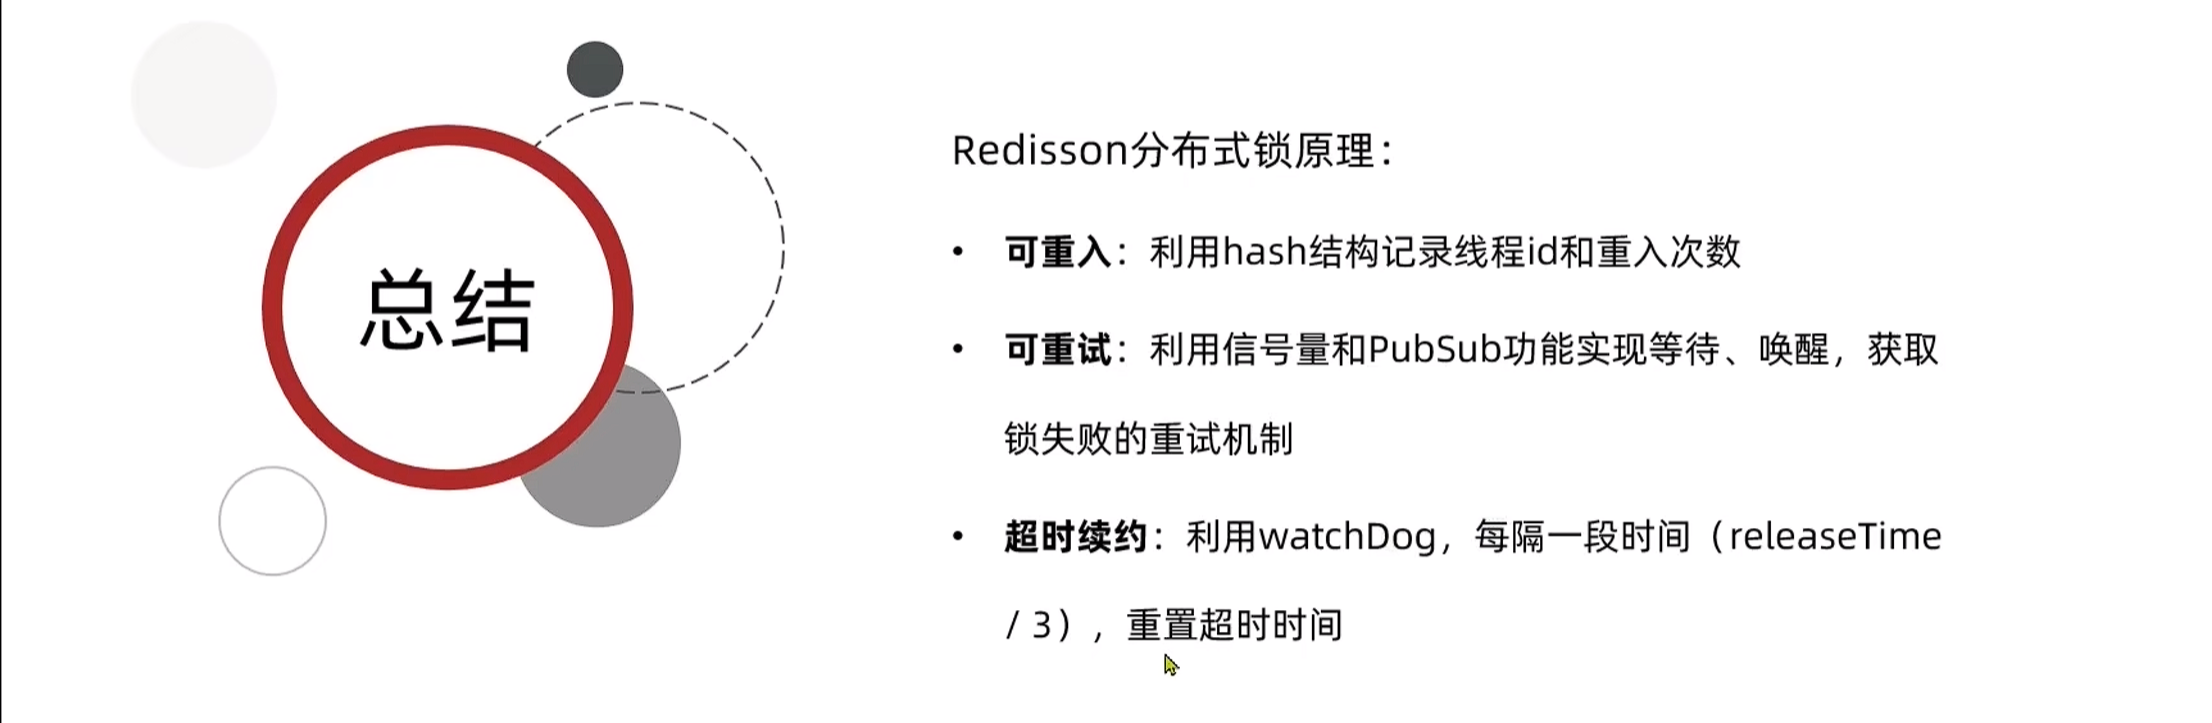 总结
Redisson分布式锁原理：
• 可重入：利用hash结构记录线程id和重入次数
• 可重试：利用信号量和PubSub功能实现等待、唤醒，获取
锁失败的重试机制
• 超时续约：利用watchDog，每隔一段时间（releaseTime
/ 3），重置超时时间